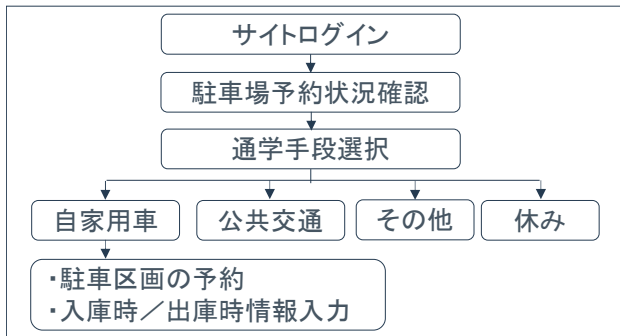 サイトログイン
駐車場予約状況確認
通学手段選択
自家用車
公共交通
その他
休み
・駐車区画の予約
・入庫時／出庫時情報入力